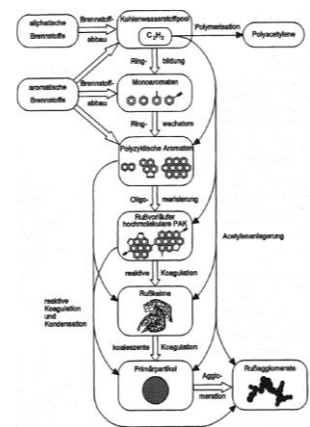 aliphatische
Brennstoffe
Brennstoff-
abbau
Kohlenwasserstoffpool
C₂H₂
Polymerisation
Polyacetylene
Ring-
bildung
aromatische
Brennstoffe
Brennstoff-
abbau
Monoaromaten
Ring-
wachstum
Polyzyklische Aromaten
Oligo-
merisierung
Rußvorläufer
hochmolekulare PAK
Acetylenanlagerung
reaktive
Koagulation
Rußkeime
reaktive
Koagulation
und
Kondensation
koaleszente
Koagulation
Primärpartikel
Agglo-
meration
Rußagglomerate